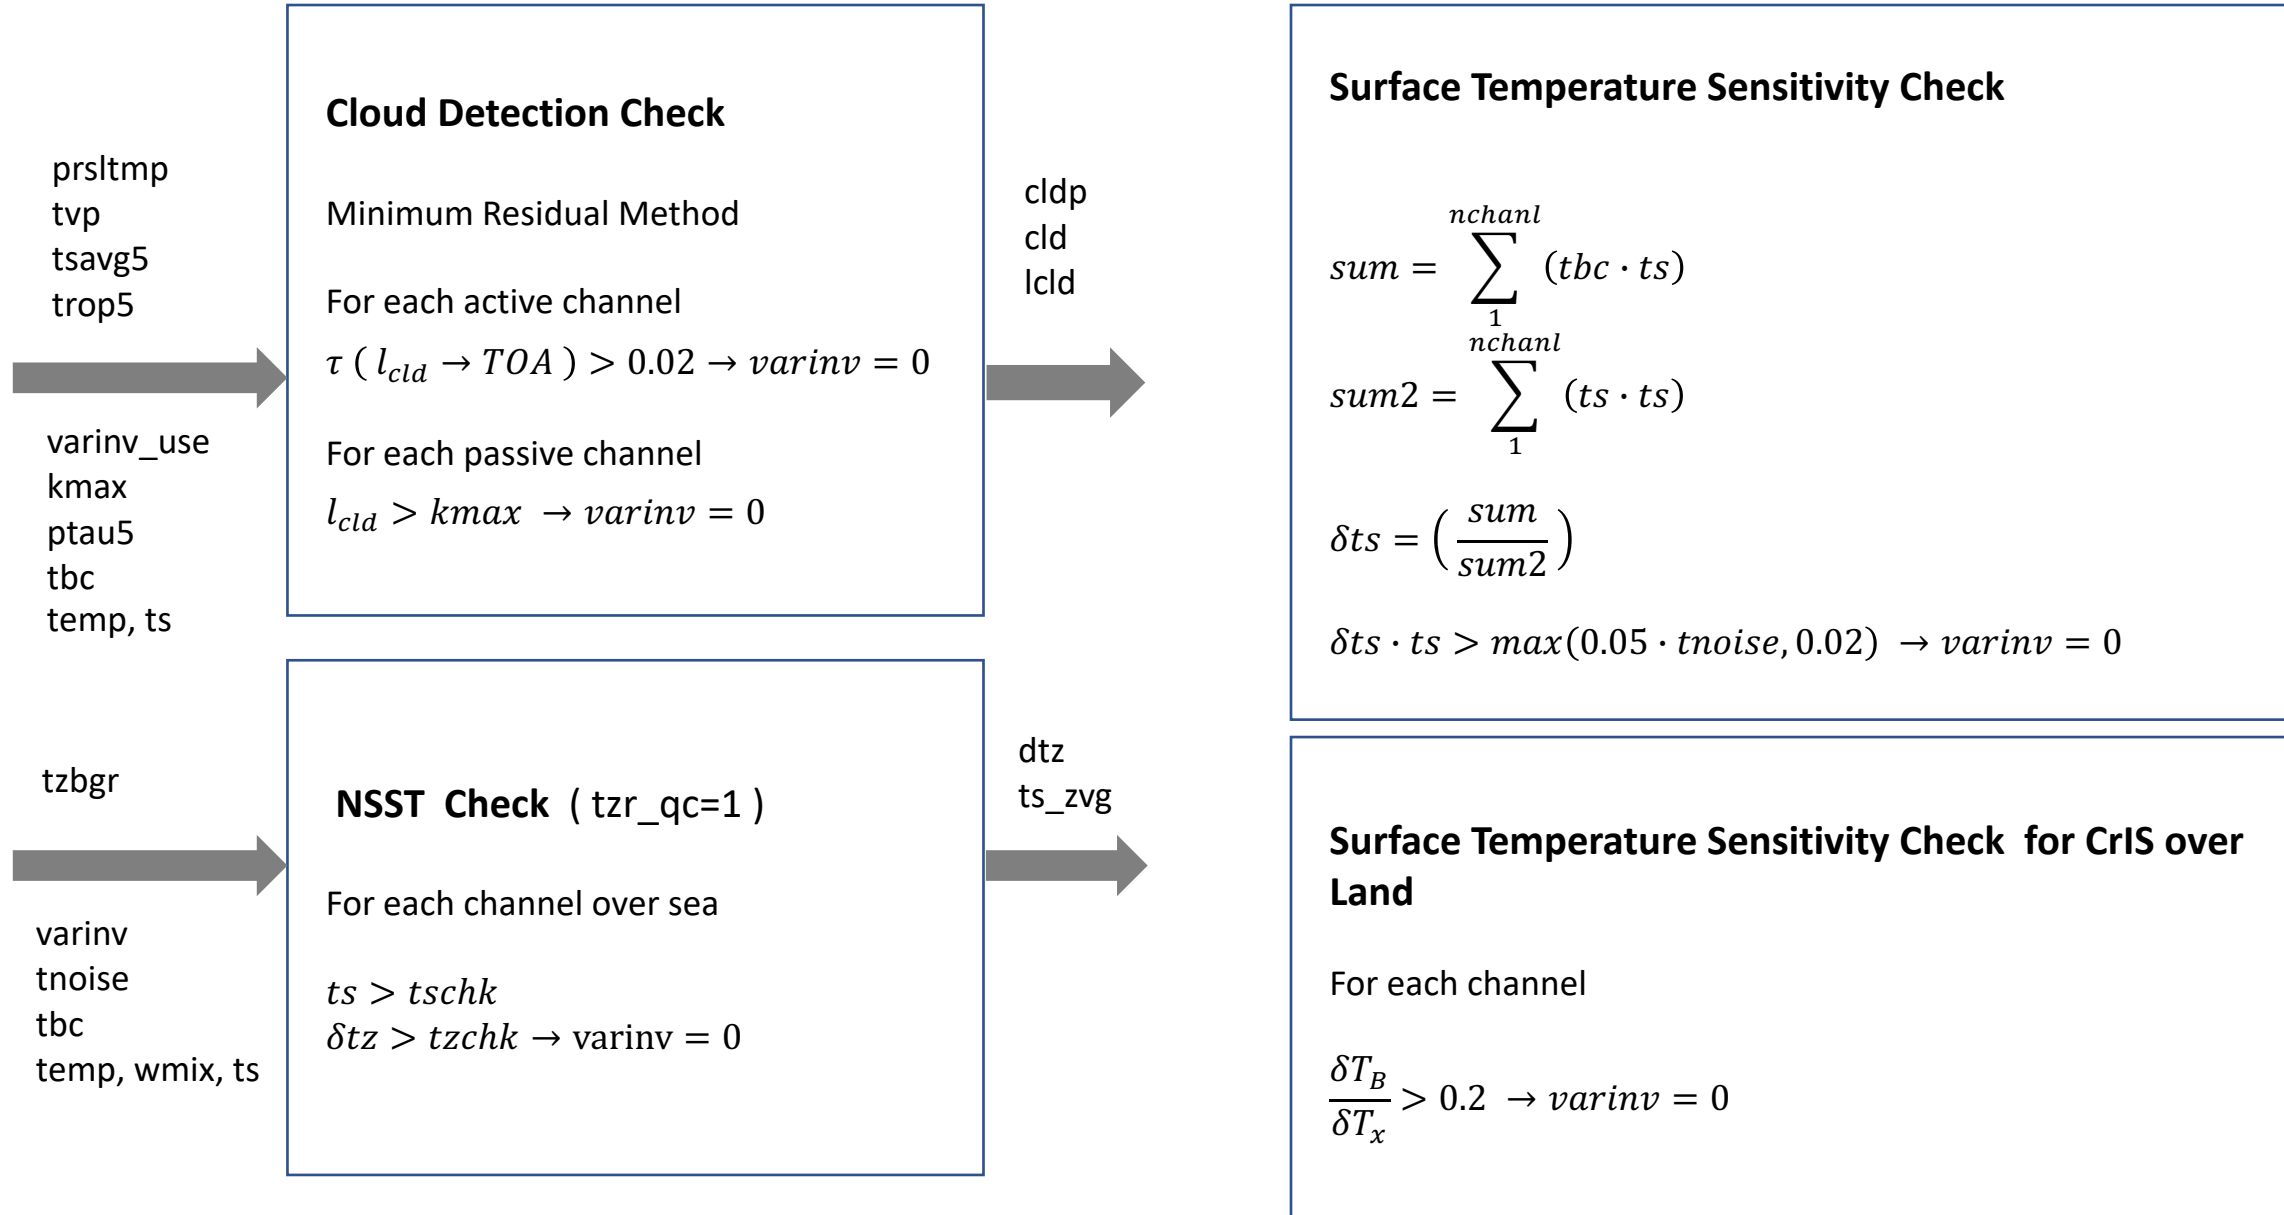 prsltmp
tvp
tsavg5
trop5
varinv_use
kmax
ptau5
tbc
temp, ts
Cloud Detection Check
Minimum Residual Method
For each active channel
τ ( l_cld → TOA ) > 0.02 → varinv = 0
For each passive channel
l_cld > kmax → varinv = 0
cldp
cld
lcld
tzbgr
varinv
tnoise
tbc
temp, wmix, ts
NSST Check ( tzr_qc=1 )
For each channel over sea
ts > tschk
δtz > tzchk → varinv = 0
dtz
ts_zvg
Surface Temperature Sensitivity Check
nchanl
sum = ∑ (tbc · ts)
1
nchanl
sum2 = ∑ (ts · ts)
1
δts = ( sum / sum2 )
δts · ts > max(0.05 · tnoise, 0.02) → varinv = 0
Surface Temperature Sensitivity Check for CrIS over
Land
For each channel
δT_B / δT_x > 0.2 → varinv = 0